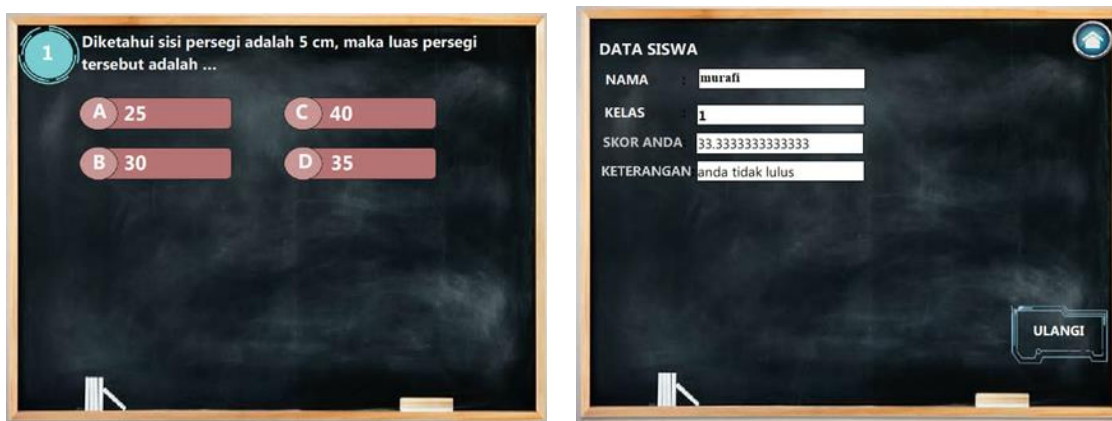 1
Diketahui sisi persegi adalah 5 cm, maka luas persegi
tersebut adalah ...
A 25
C 40
B 30
D 35
DATA SISWA
NAMA : murafi
KELAS : 1
SKOR ANDA 33.3333333333333
KETERANGAN anda tidak lulus
ULANGI